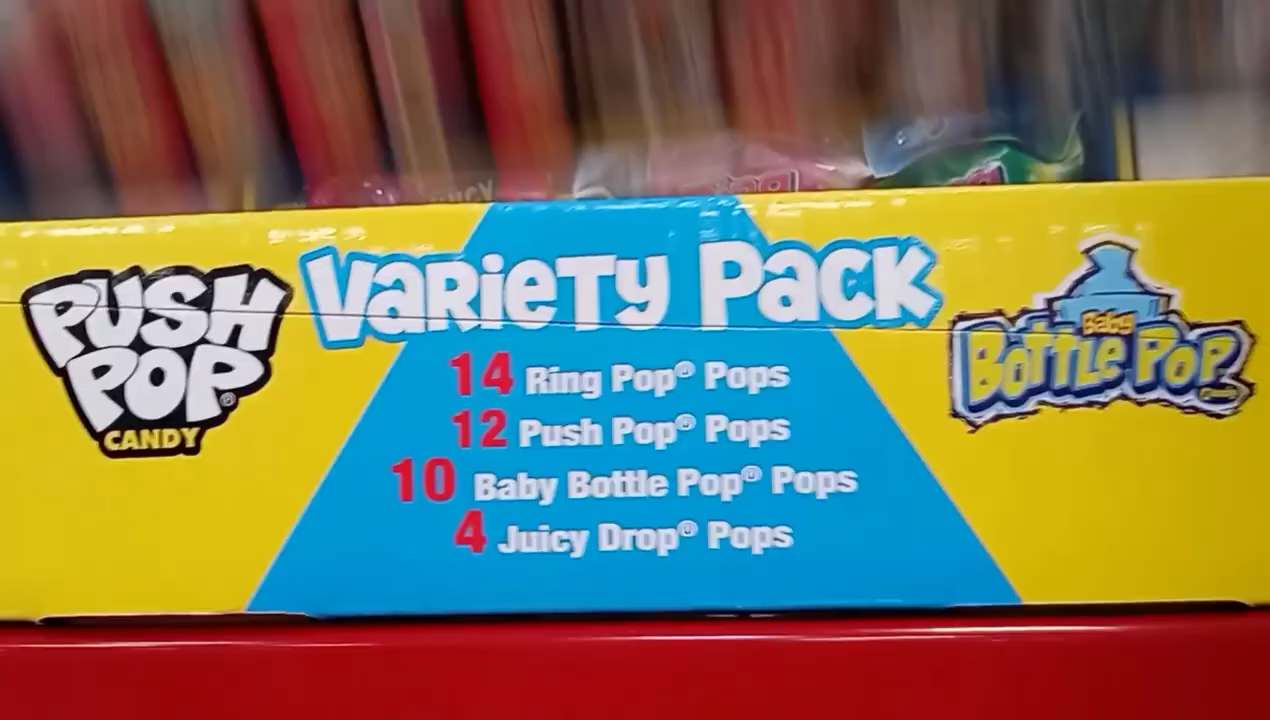 PUSH
POP®
CANDY
VARIETY PACK
14 Ring Pop® Pops
12 Push Pop® Pops
10 Baby Bottle Pop® Pops
4 Juicy Drop® Pops
Baby
BOTTLE POP